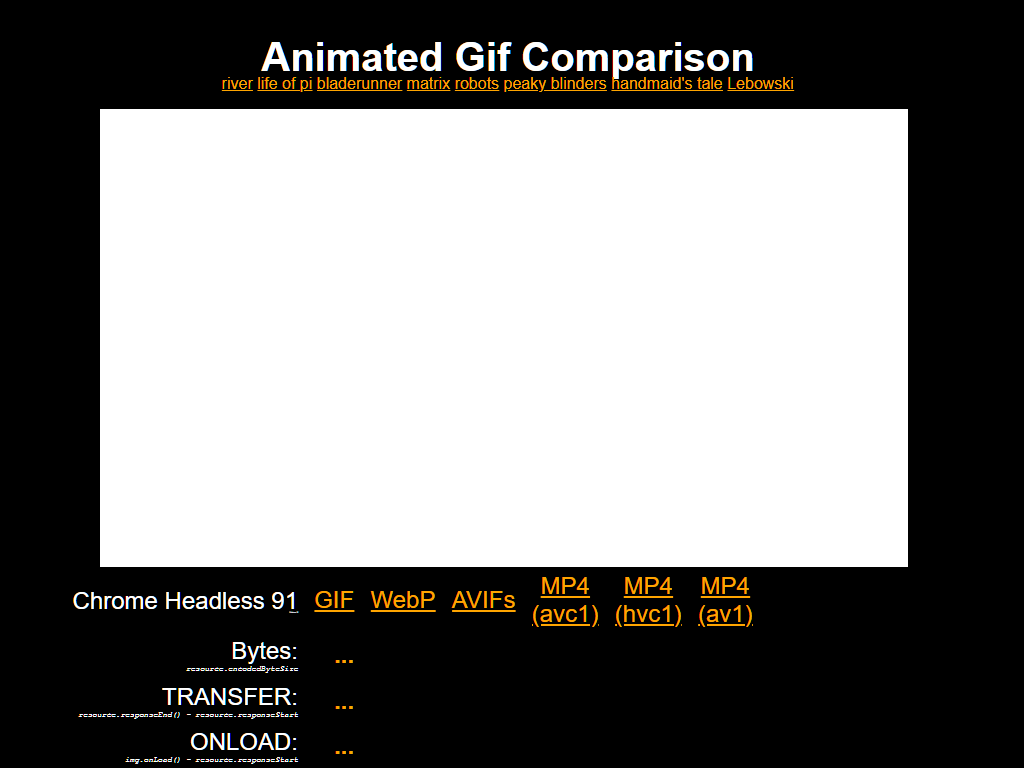 Animated Gif Comparison
river life of pi bladerunner matrix robots peaky blinders handmaid's tale Lebowski
Chrome Headless 91 GIF WebP AVIFs MP4 (avc1) MP4 (hvc1) MP4 (av1)
Bytes: ...
resource.encodedByteSize
TRANSFER: ...
resource.responseEnd() - resource.responseStart
ONLOAD: ...
img.onLoad() - resource.responseStart